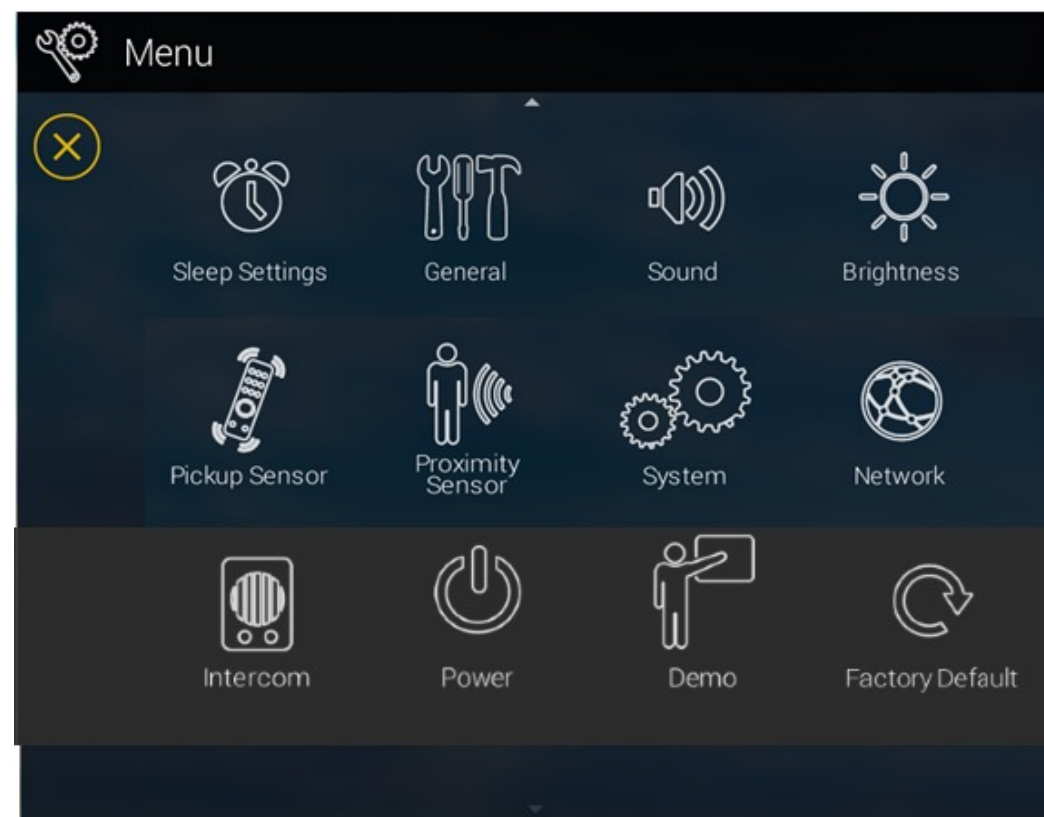 Menu
Sleep Settings
General
Sound
Brightness
Pickup Sensor
Proximity
Sensor
System
Network
Intercom
Power
Demo
Factory Default